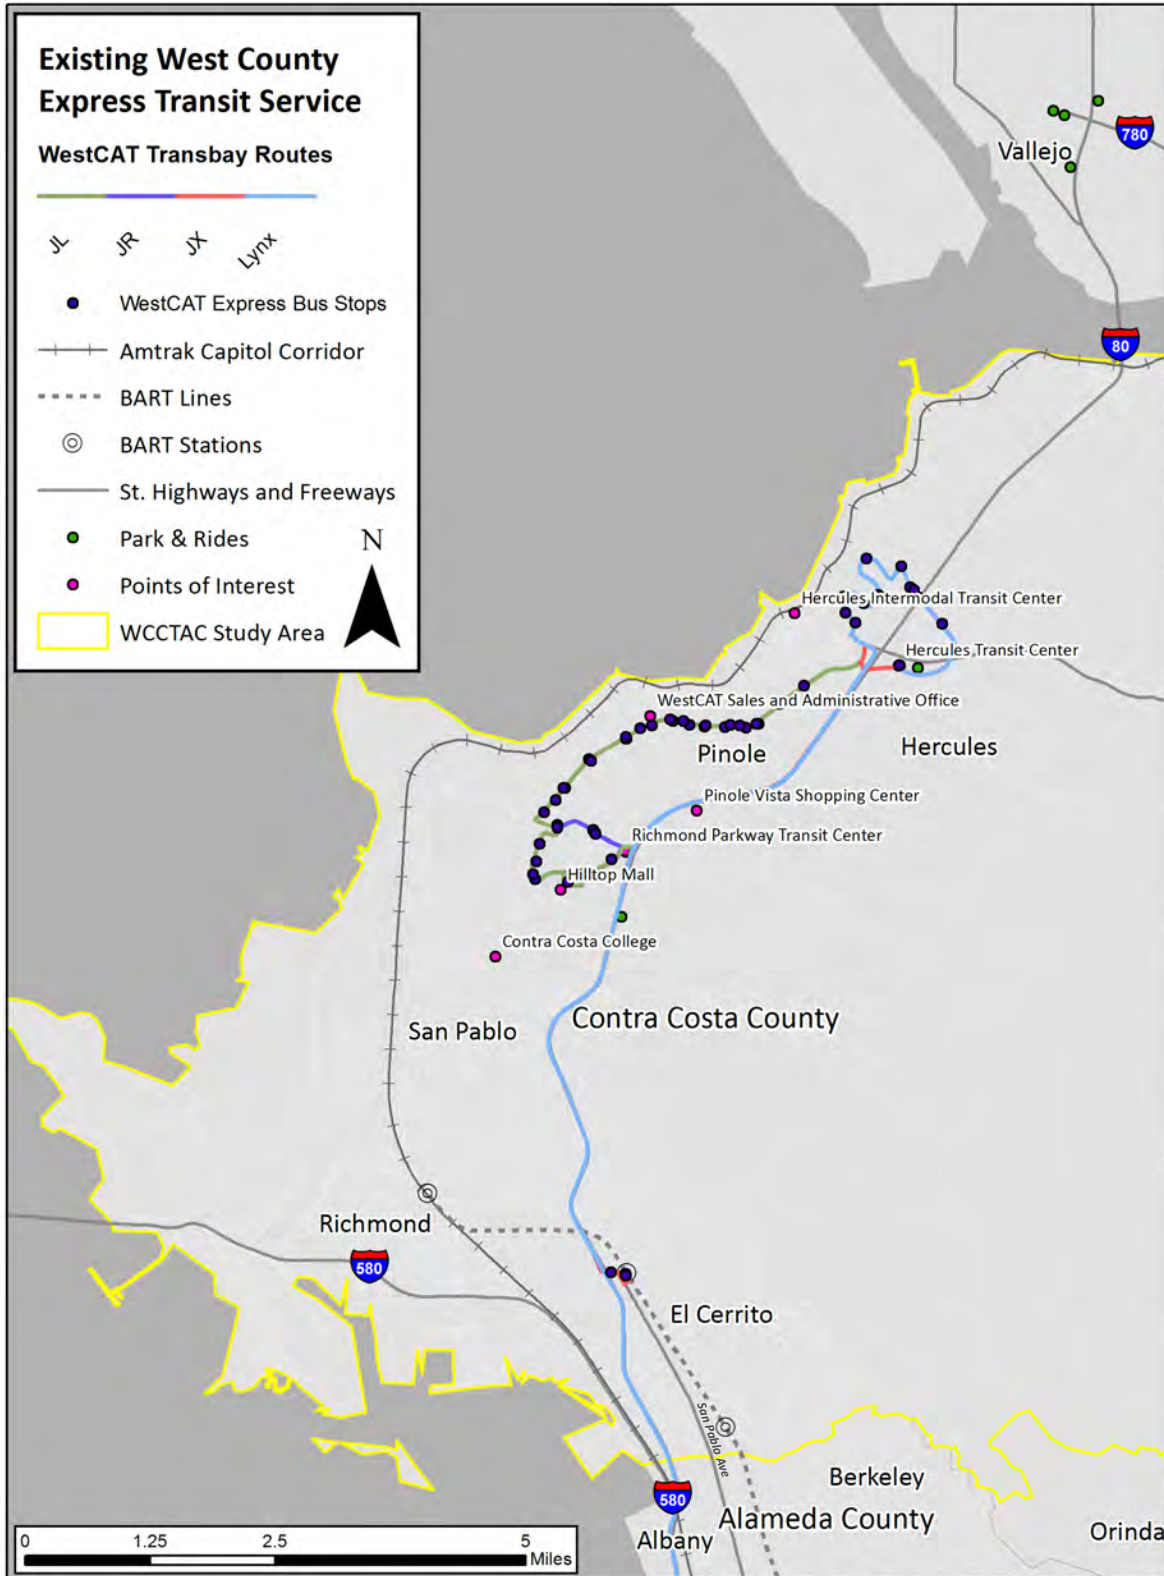 Existing West County
Express Transit Service
WestCAT Transbay Routes
JL
JR
JX
Lynx
WestCAT Express Bus Stops
Amtrak Capitol Corridor
BART Lines
BART Stations
St. Highways and Freeways
Park & Rides
N
Points of Interest
WCCTAC Study Area
780
Vallejo
80
Hercules Intermodal Transit Center
Hercules Transit Center
WestCAT Sales and Administrative Office
Pinole
Hercules
Pinole Vista Shopping Center
Richmond Parkway Transit Center
Hilltop Mall
Contra Costa College
San Pablo
Contra Costa County
Richmond
580
El Cerrito
San Pablo Ave
Berkeley
580
Alameda County
Albany
Orinda
0 1.25 2.5 5
Miles